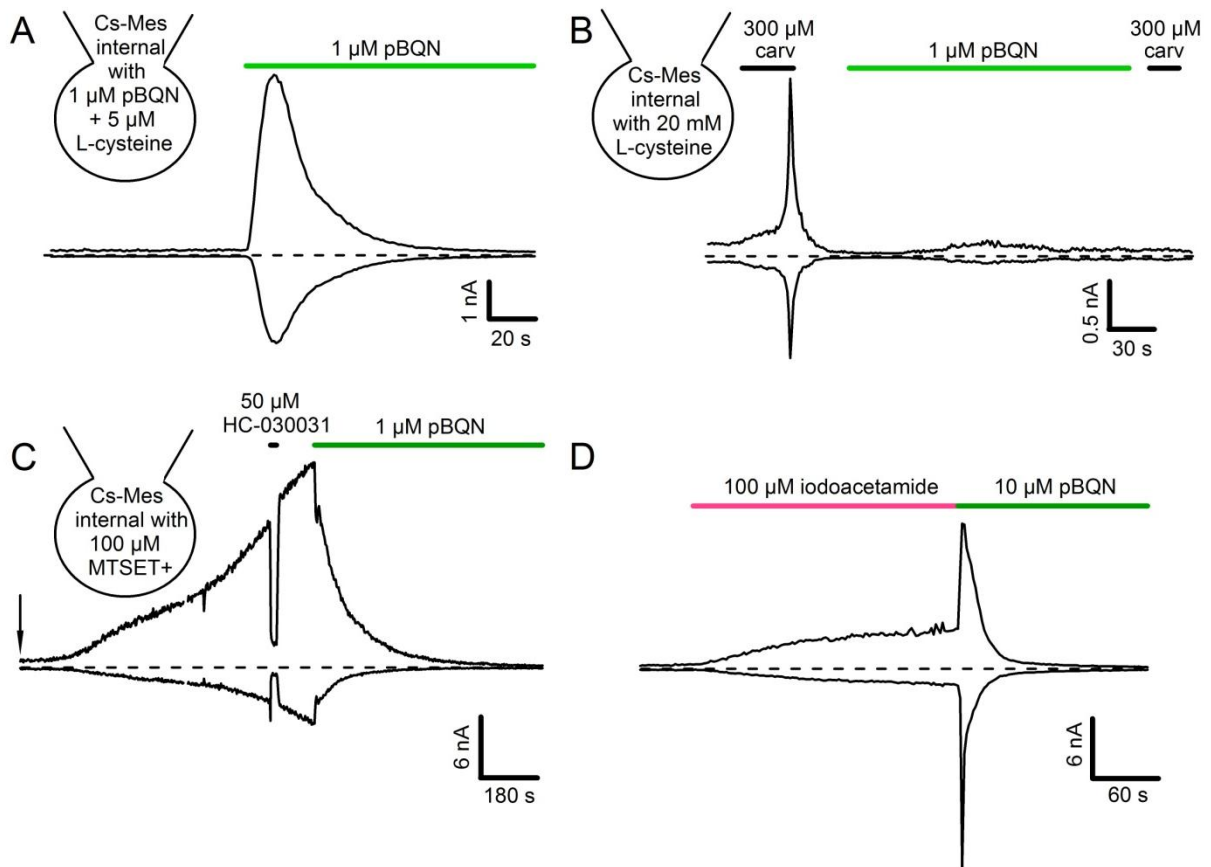 A
Cs-Mes
internal
with
1 µM pBQN
+ 5 µM
L-cysteine
1 µM pBQN
1 nA
20 s
B
Cs-Mes
internal
with 20 mM
L-cysteine
300 µM
carv
1 µM pBQN
300 µM
carv
0.5 nA
30 s
C
Cs-Mes
internal with
100 µM
MTSET+
50 µM
HC-030031
1 µM pBQN
6 nA
180 s
D
100 µM iodoacetamide
10 µM pBQN
6 nA
60 s